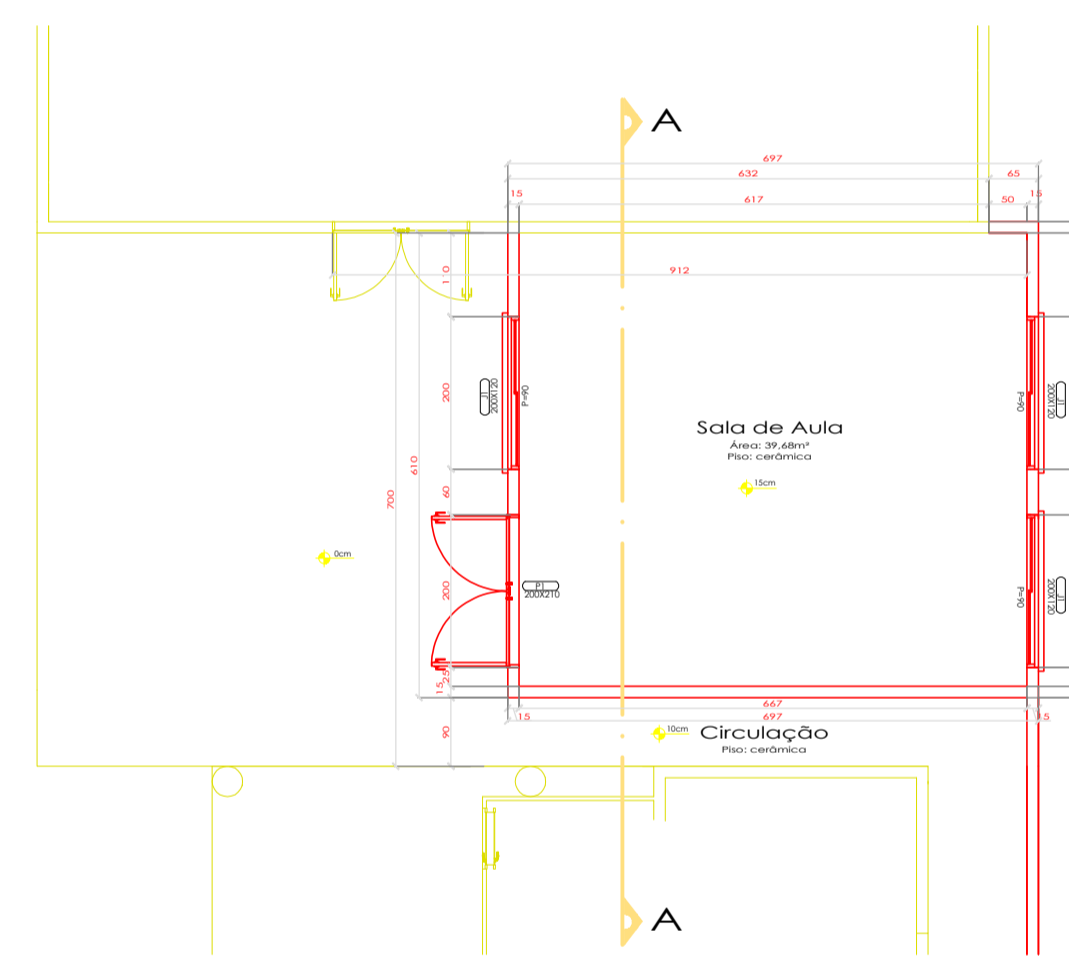 A
697
632
65
15
15
617
50
912
110
200
J1
200X120
P=90
P=90
J1
200X120
Sala de Aula
Área: 39,68m²
Piso: cerâmica
15cm
610
60
700
0cm
200
P1
200X210
P=90
J1
200X120
25
15
667
15
697
15
90
10cm
Circulação
Piso: cerâmica
A